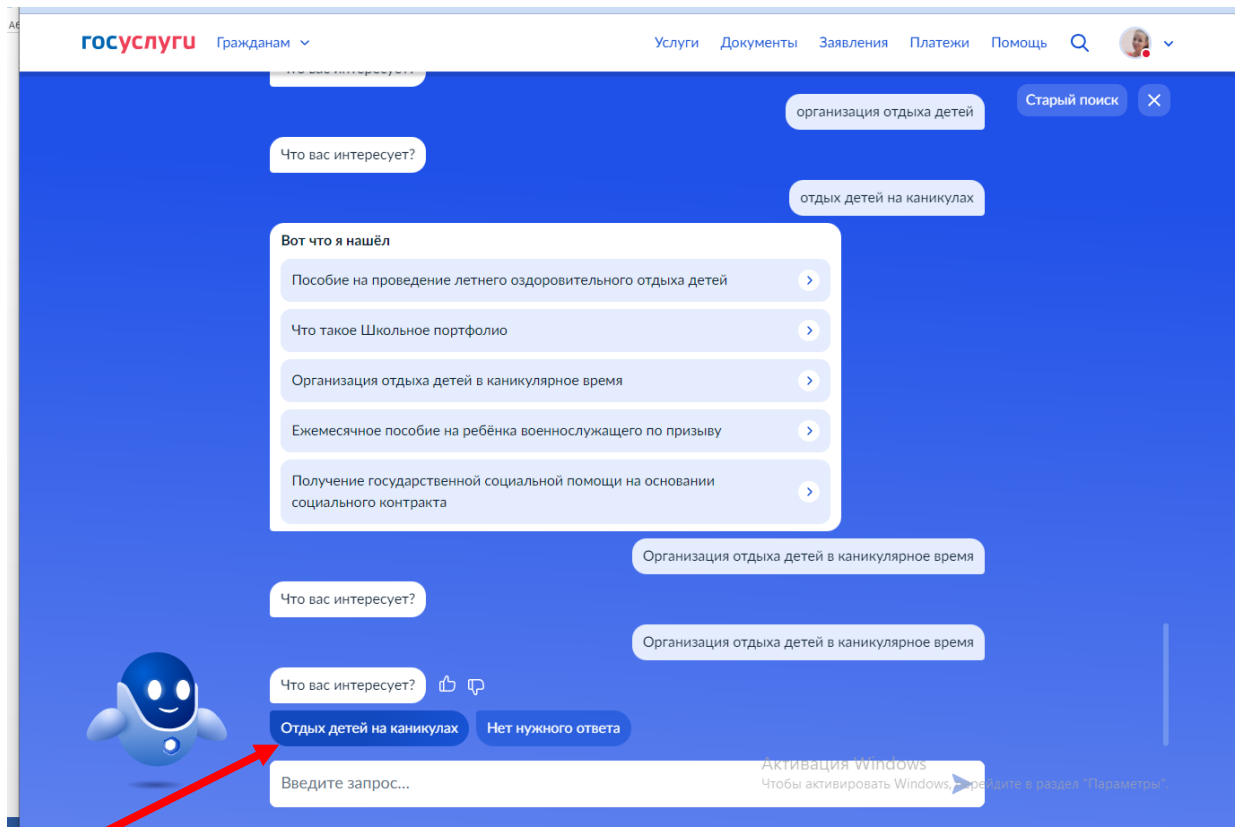 Аб
госуслуги Гражданам Услуги Документы Заявления Платежи Помощь
Что вас интересует?
Старый поиск
организация отдыха детей
Что вас интересует?
отдых детей на каникулах
Вот что я нашёл
Пособие на проведение летнего оздоровительного отдыха детей
Что такое Школьное портфолио
Организация отдыха детей в каникулярное время
Ежемесячное пособие на ребёнка военнослужащего по призыву
Получение государственной социальной помощи на основании
социального контракта
Организация отдыха детей в каникулярное время
Что вас интересует?
Организация отдыха детей в каникулярное время
Что вас интересует?
Отдых детей на каникулах Нет нужного ответа
Введите запрос...
Активация Windows
Чтобы активировать Windows, перейдите в раздел "Параметры".